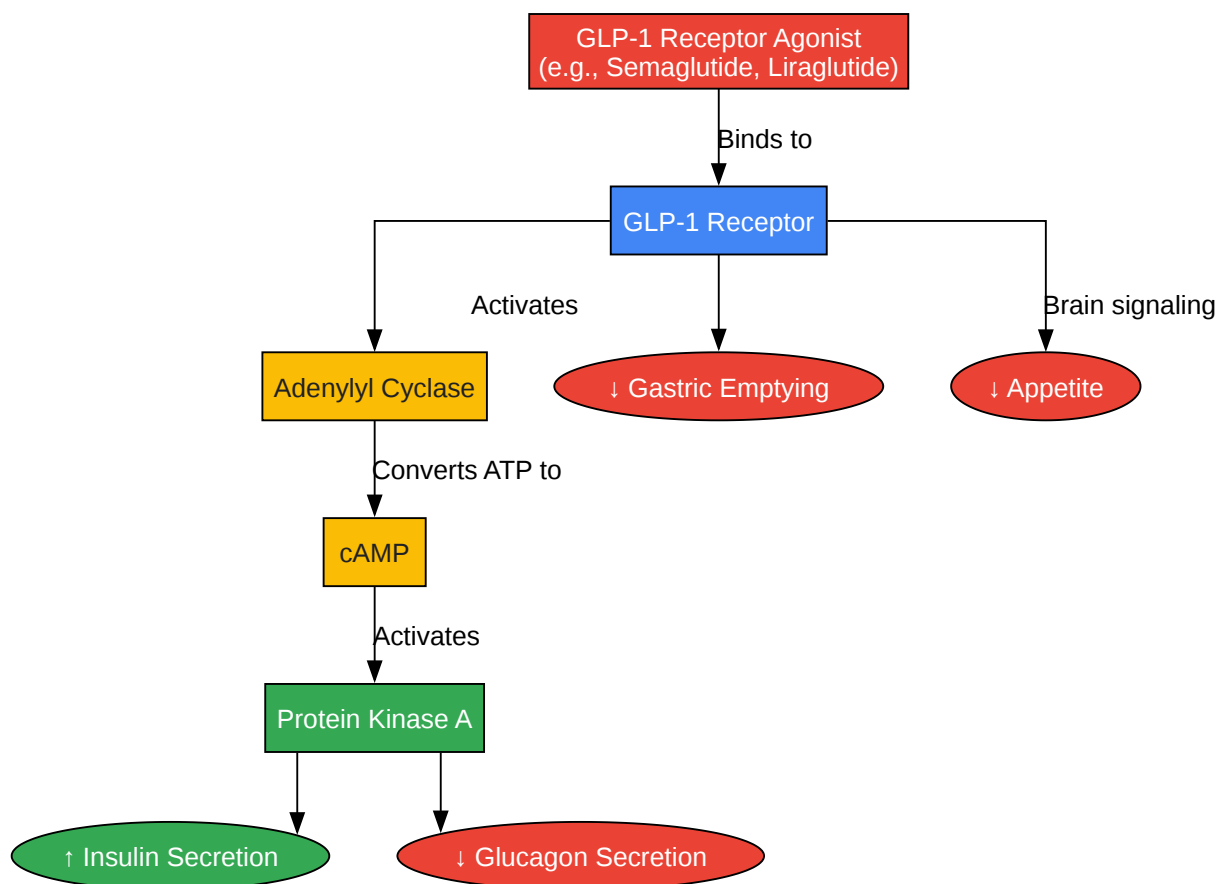 GLP-1 Receptor Agonist
(e.g., Semaglutide, Liraglutide)
Binds to
GLP-1 Receptor
Activates
Brain signaling
Adenylyl Cyclase
↓ Gastric Emptying
↓ Appetite
Converts ATP to
cAMP
Activates
Protein Kinase A
↑ Insulin Secretion
↓ Glucagon Secretion